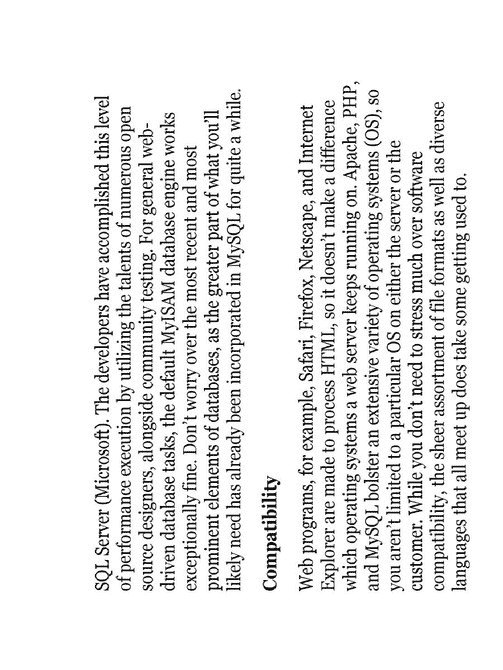 SQL Server (Microsoft). The developers have accomplished this level
of performance execution by utilizing the talents of numerous open
source designers, alongside community testing. For general web-
driven database tasks, the default MyISAM database engine works
exceptionally fine. Don't worry over the most recent and most
prominent elements of databases, as the greater part of what you'll
likely need has already been incorporated in MySQL for quite a while.
Compatibility
Web programs, for example, Safari, Firefox, Netscape, and Internet
Explorer are made to process HTML, so it doesn't make a difference
which operating systems a web server keeps running on. Apache, PHP,
and MySQL bolster an extensive variety of operating systems (OS), so
you aren't limited to a particular OS on either the server or the
customer. While you don't need to stress much over software
compatibility, the sheer assortment of file formats as well as diverse
languages that all meet up does take some getting used to.